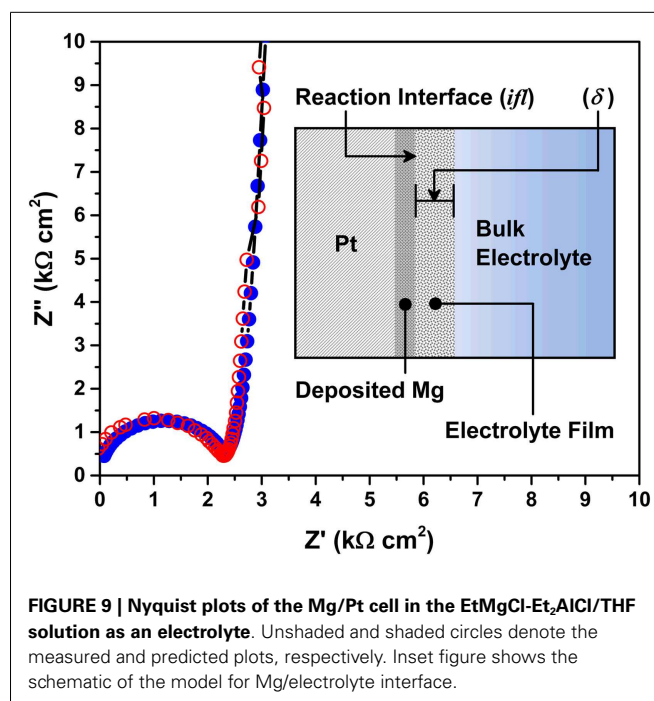 10
9
8
7
6
5
4
3
2
1
0
Z'' (kΩ cm²)
0 1 2 3 4 5 6 7 8 9 10
Z' (kΩ cm²)
Reaction Interface (ifl) (δ)
Pt
Bulk
Electrolyte
Deposited Mg
Electrolyte Film
FIGURE 9 | Nyquist plots of the Mg/Pt cell in the EtMgCl-Et₂AlCl/THF
solution as an electrolyte. Unshaded and shaded circles denote the
measured and predicted plots, respectively. Inset figure shows the
schematic of the model for Mg/electrolyte interface.